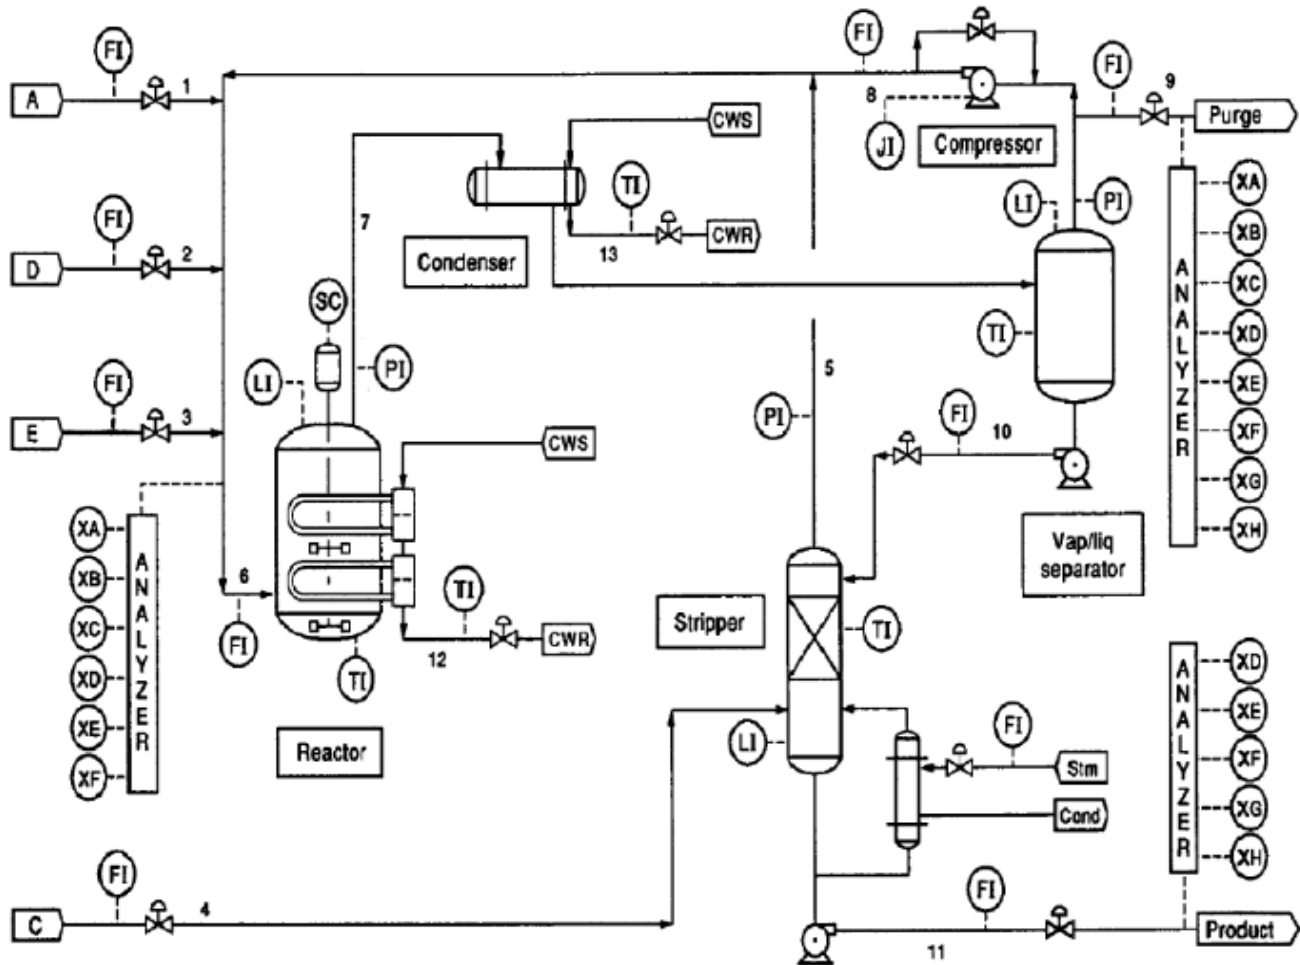 FI
FI
FI
9
A
1
8
Purge
CWS
JI
Compressor
XA
TI
LI
PI
7
XB
FI
13
CWR
D
2
Condenser
XC
SC
A
N
A
L
Y
Z
E
R
TI
XD
PI
5
LI
XE
FI
PI
FI
10
XF
E
3
CWS
XG
XA
XH
A
N
A
L
Y
Z
E
R
Vap/liq
separator
XB
6
TI
XC
Stripper
TI
FI
CWR
12
XD
TI
XD
A
N
A
L
Y
Z
E
R
XE
XE
Reactor
LI
FI
XF
XF
Stm
XG
Cond
XH
FI
FI
C
4
Product
11